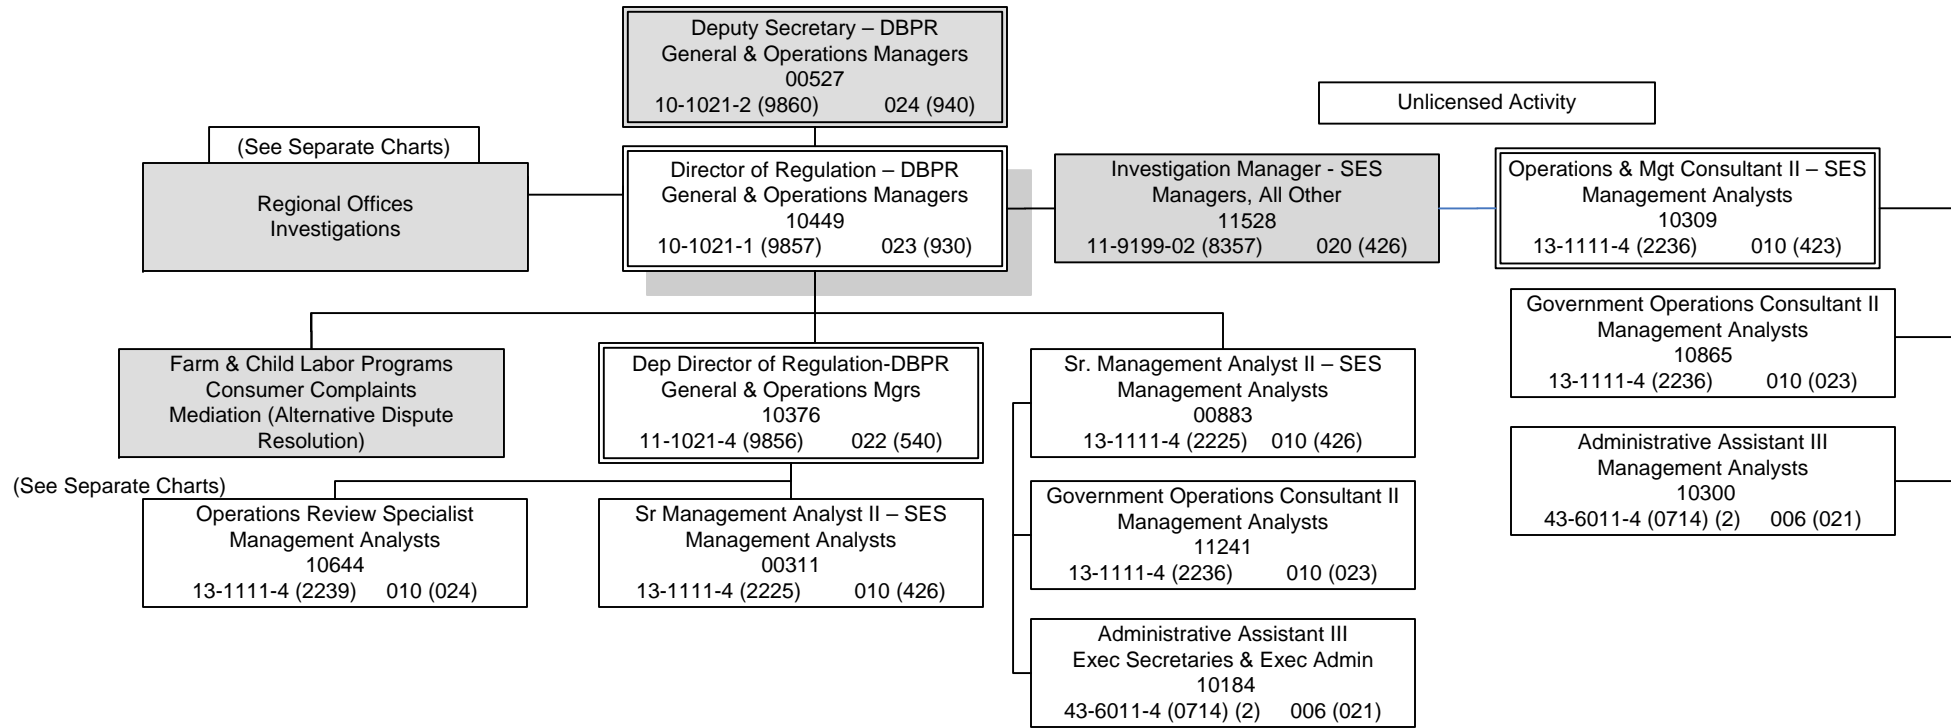 Deputy Secretary – DBPR
General & Operations Managers
00527
10-1021-2 (9860) 024 (940)
Unlicensed Activity
(See Separate Charts)
Regional Offices
Investigations
Director of Regulation – DBPR
General & Operations Managers
10449
10-1021-1 (9857) 023 (930)
Investigation Manager - SES
Managers, All Other
11528
11-9199-02 (8357) 020 (426)
Operations & Mgt Consultant II – SES
Management Analysts
10309
13-1111-4 (2236) 010 (423)
Government Operations Consultant II
Management Analysts
10865
13-1111-4 (2236) 010 (023)
Administrative Assistant III
Management Analysts
10300
43-6011-4 (0714) (2) 006 (021)
Farm & Child Labor Programs
Consumer Complaints
Mediation (Alternative Dispute
Resolution)
(See Separate Charts)
Dep Director of Regulation-DBPR
General & Operations Mgrs
10376
11-1021-4 (9856) 022 (540)
Sr. Management Analyst II – SES
Management Analysts
00883
13-1111-4 (2225) 010 (426)
Operations Review Specialist
Management Analysts
10644
13-1111-4 (2239) 010 (024)
Sr Management Analyst II – SES
Management Analysts
00311
13-1111-4 (2225) 010 (426)
Government Operations Consultant II
Management Analysts
11241
13-1111-4 (2236) 010 (023)
Administrative Assistant III
Exec Secretaries & Exec Admin
10184
43-6011-4 (0714) (2) 006 (021)